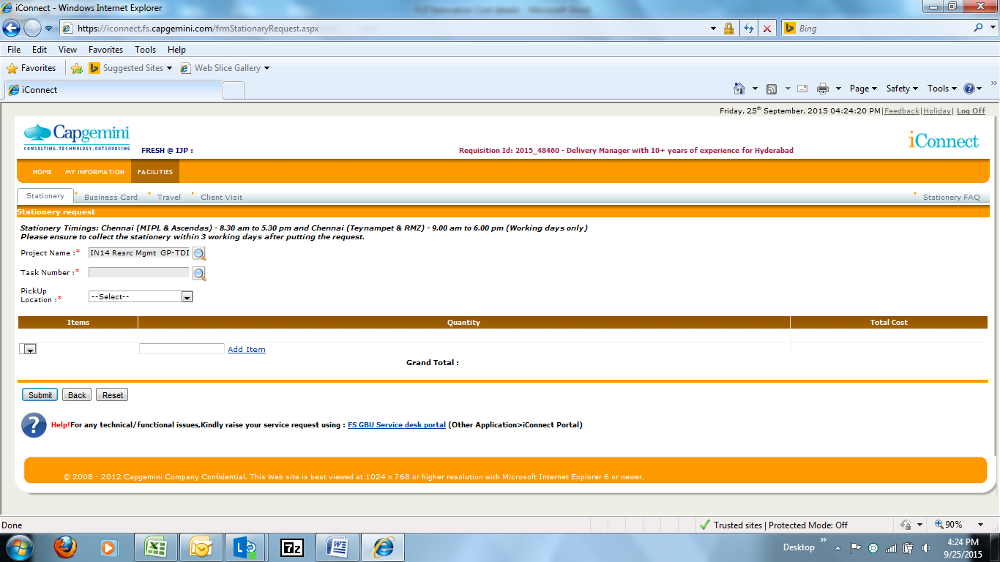 iConnect - Windows Internet Explorer
https://iconnect.fs.capgemini.com/frmStationaryRequest.aspx
Bing
File Edit View Favorites Tools Help
Favorites Suggested Sites Web Slice Gallery
iConnect
Page Safety Tools
Friday, 25th September, 2015 04:24:20 PM|Feedback|Holiday| Log Off
Capgemini
CONSULTING.TECHNOLOGY.OUTSOURCING
FRESH @ IJP :
Requisition Id: 2015_48460 - Delivery Manager with 10+ years of experience for Hyderabad
iConnect
HOME MY INFORMATION FACILITIES
Stationery Business Card Travel Client Visit Stationery FAQ
Stationery request
Stationery Timings: Chennai (MIPL & Ascendas) - 8.30 am to 5.30 pm and Chennai (Teynampet & RMZ) - 9.00 am to 6.00 pm (Working days only)
Please ensure to collect the stationery within 3 working days after putting the request.
Project Name :* IN14 Resrc Mgmt GP-TDI
Task Number :*
PickUp
Location :* --Select--
Items Quantity Total Cost
Add Item
Grand Total :
Submit Back Reset
? Help!For any technical/functional issues,Kindly raise your service request using : FS GBU Service desk portal (Other Application>iConnect Portal)
© 2008 - 2012 Capgemini Company Confidential. This Web site is best viewed at 1024 x 768 or higher resolution with Microsoft Internet Explorer 6 or newer.
Done Trusted sites | Protected Mode: Off 90%
Desktop 4:24 PM
9/25/2015